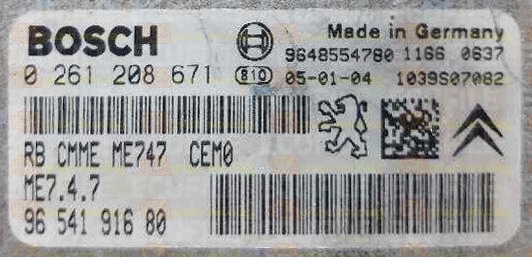 BOSCH
Made in Germany
9648554780 1166 0637
0 261 208 671 810 05-01-04 1039S07082
RB CMME ME747 CEM0
ME7.4.7
96 541 916 80